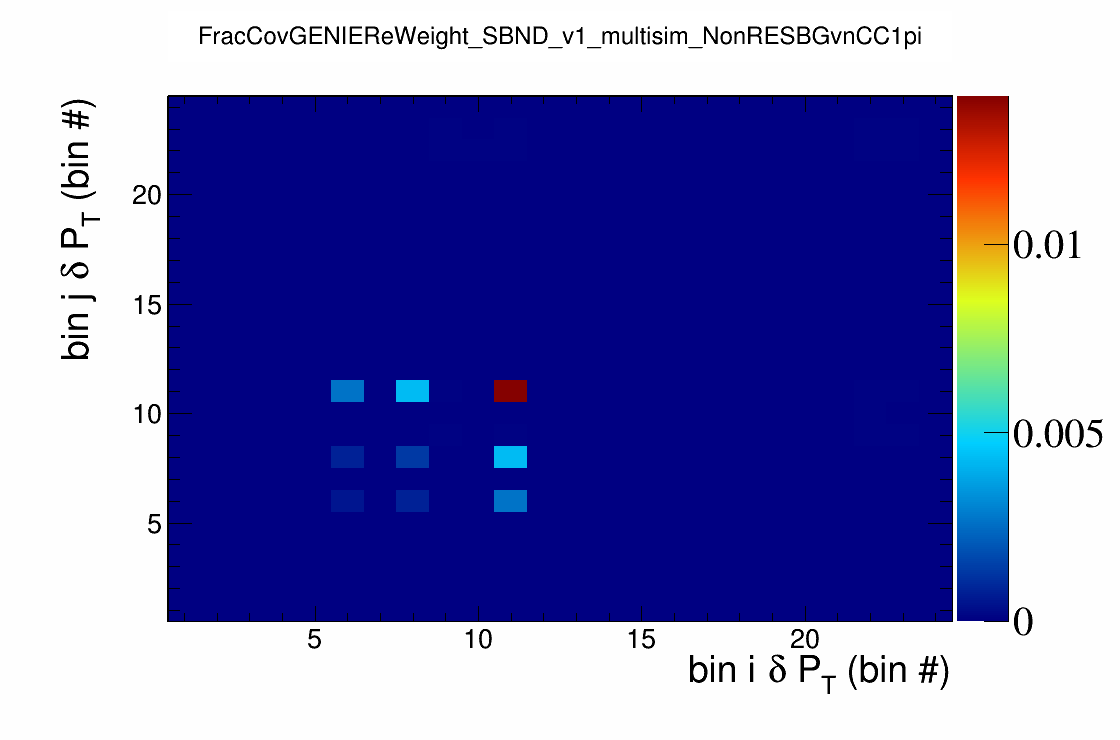 FracCovGENIEReWeight_SBND_v1_multisim_NonRESBGvnCC1pi
bin j δ P_T (bin #)
20
15
10
5
5 10 15 20
bin i δ P_T (bin #)
0.01
0.005
0